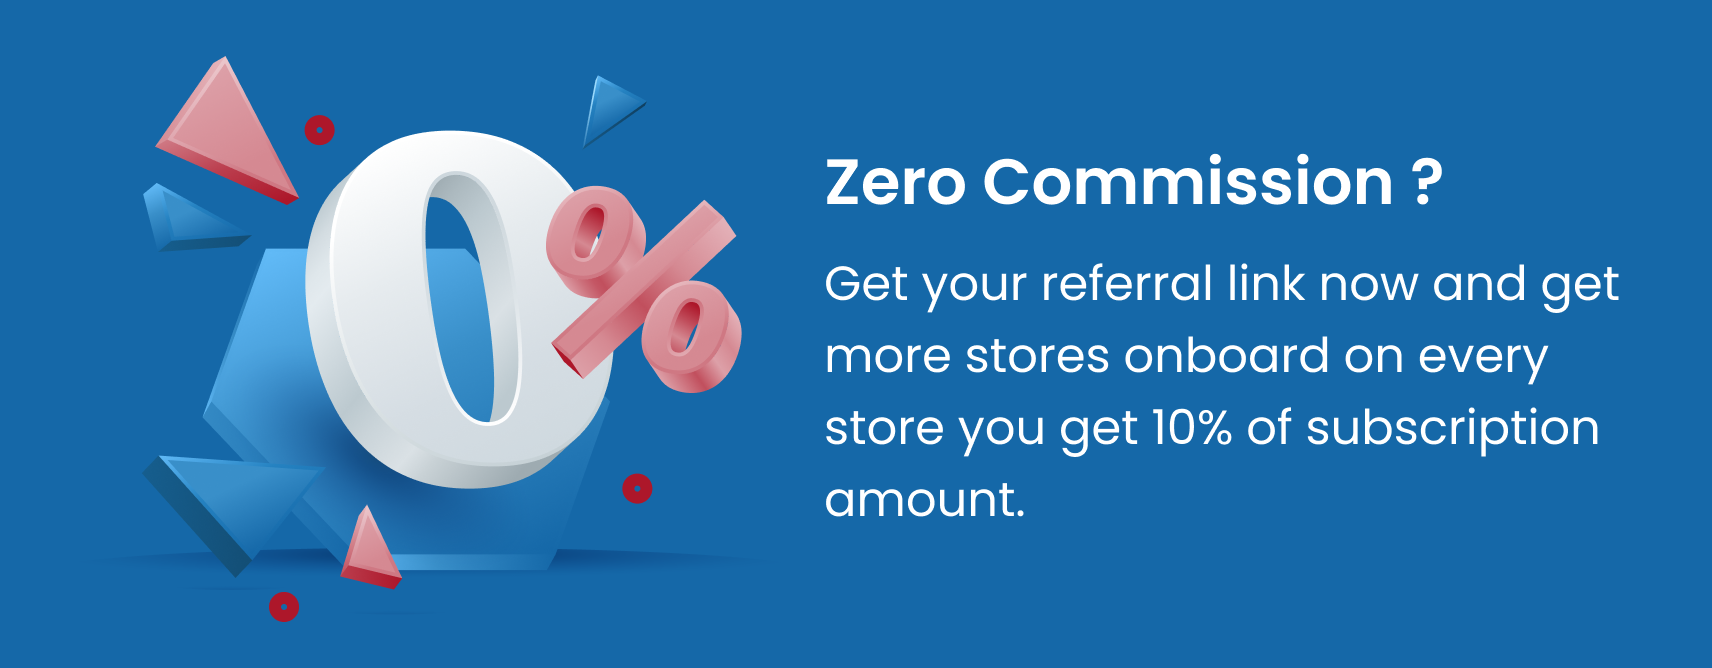 0%
Zero Commission ?
Get your referral link now and get
more stores onboard on every
store you get 10% of subscription
amount.